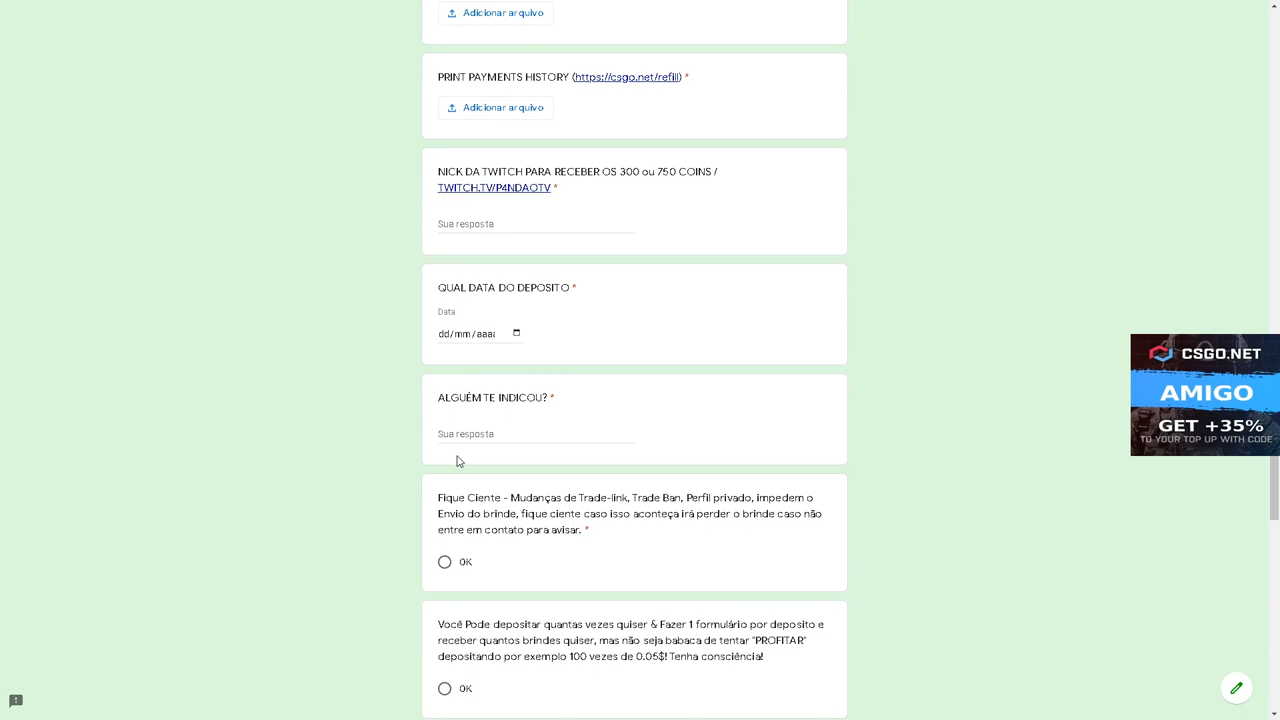 Adicionar arquivo
PRINT PAYMENTS HISTORY (https://csgo.net/refill) *
Adicionar arquivo
NICK DA TWITCH PARA RECEBER OS 300 ou 750 COINS /
TWITCH.TV/P4NDAOTV *
Sua resposta
QUAL DATA DO DEPOSITO *
Data
dd/mm/aaaa
ALGUÉM TE INDICOU? *
Sua resposta
CSGO.NET
AMIGO
GET +35%
TO YOUR TOP UP WITH CODE
Fique Ciente - Mudanças de Trade-link, Trade Ban, Perfil privado, impedem o
Envio do brinde, fique ciente caso isso aconteça irá perder o brinde caso não
entre em contato para avisar. *
OK
Você Pode depositar quantas vezes quiser & Fazer 1 formulário por deposito e
receber quantos brindes quiser, mas não seja babaca de tentar "PROFITAR"
depositando por exemplo 100 vezes de 0.05$! Tenha consciência!
OK